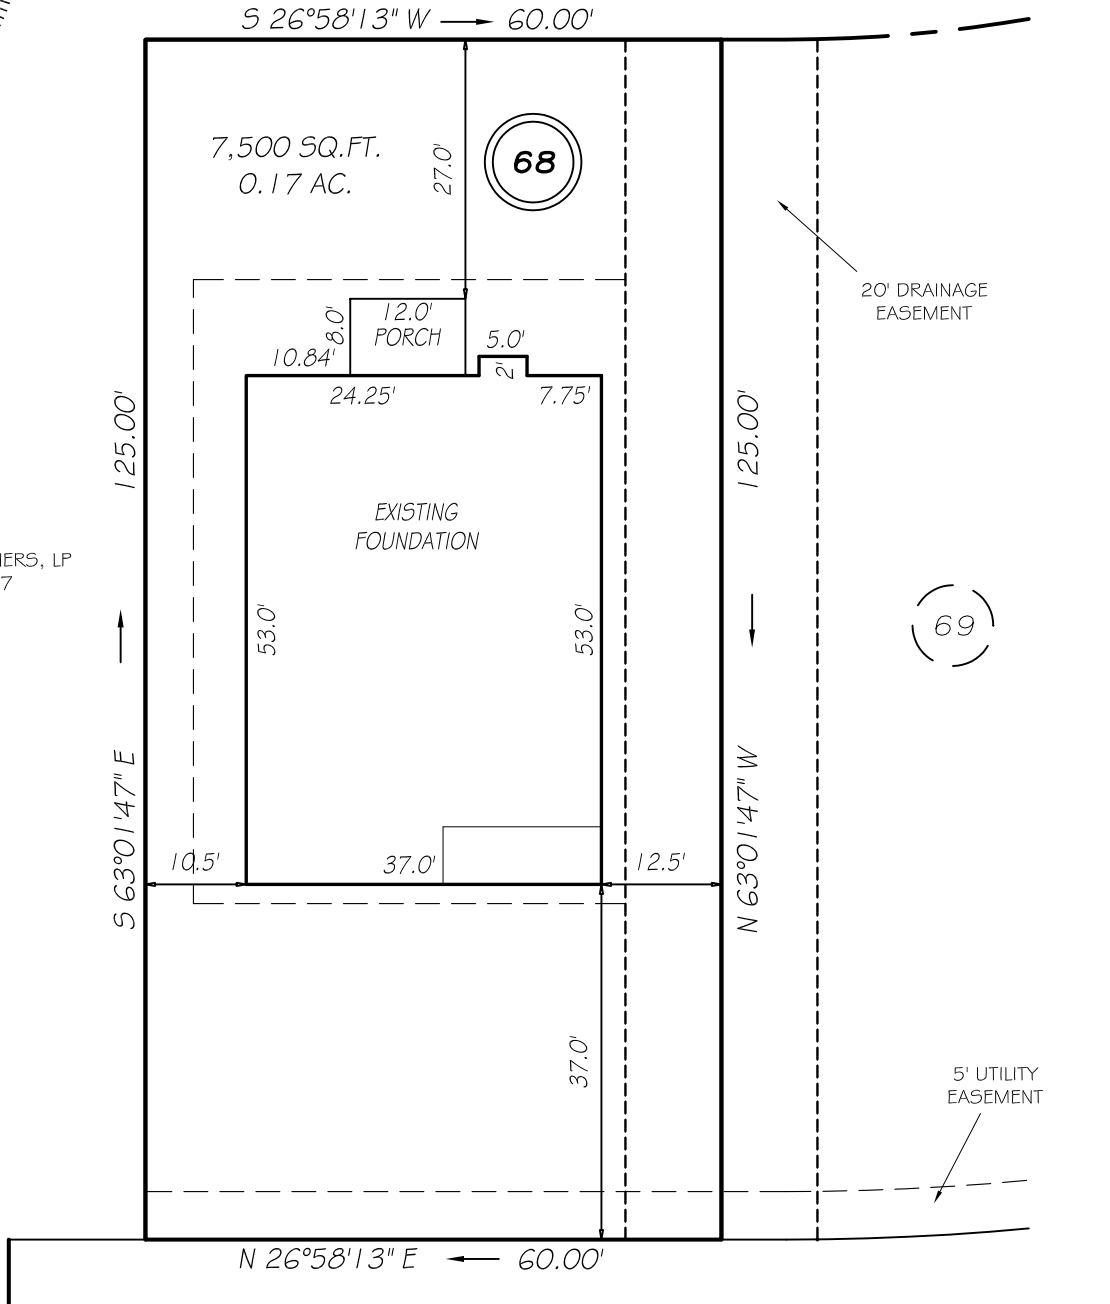 S 26°58'13" W 60.00'
7,500 SQ.FT.
0.17 AC.
27.0'
68
20' DRAINAGE
EASEMENT
12.0'
PORCH
8.0'
10.84'
5.0'
2'
24.25'
7.75'
125.00'
125.00'
EXISTING
FOUNDATION
IERS, LP
7
53.0'
53.0'
69
S 63°01'47" E
N 63°01'47" W
10.5'
37.0'
12.5'
37.0'
5' UTILITY
EASEMENT
N 26°58'13" E 60.00'